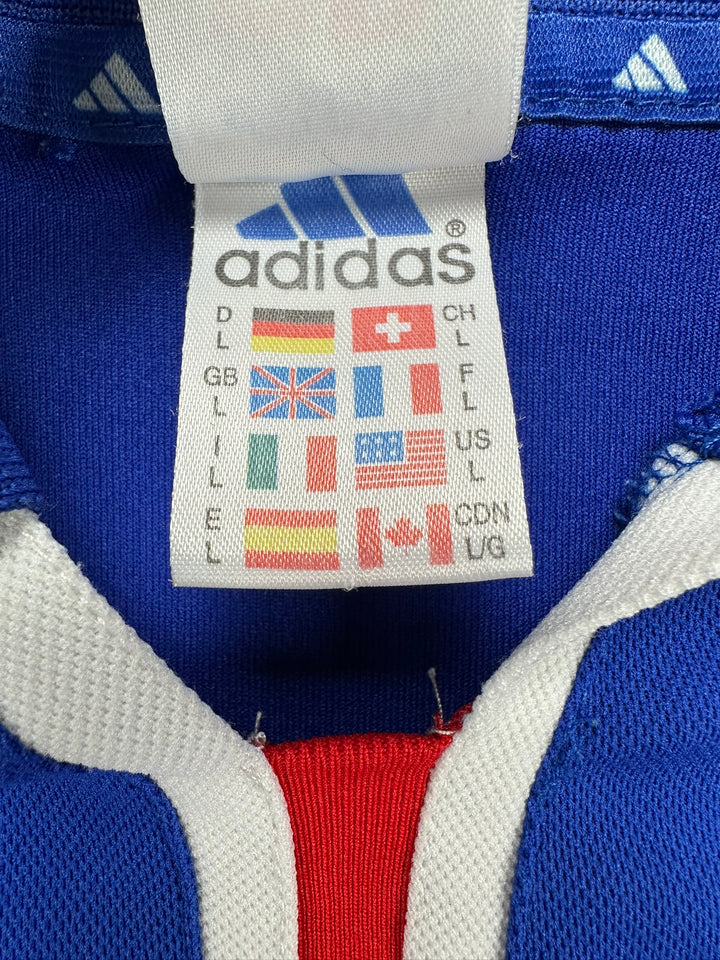 adidas®
D CH
L L
GB F
L L
I US
L L
E CDN
L L/G